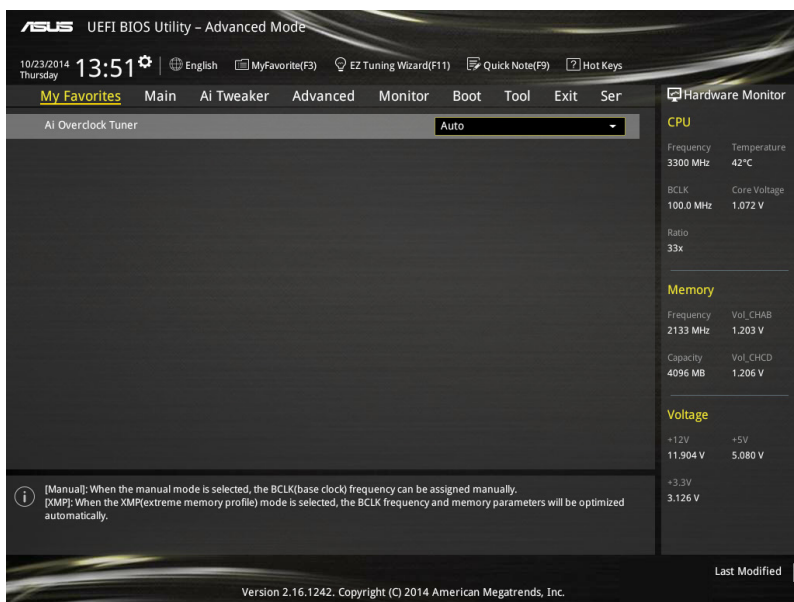 ASUS UEFI BIOS Utility – Advanced Mode
10/23/2014
Thursday
13:51
English MyFavorite(F3) EZ Tuning Wizard(F11) Quick Note(F9) ? Hot Keys
My Favorites Main Ai Tweaker Advanced Monitor Boot Tool Exit Ser
Ai Overclock Tuner Auto
[Manual]: When the manual mode is selected, the BCLK(base clock) frequency can be assigned manually.
[XMP]: When the XMP(extreme memory profile) mode is selected, the BCLK frequency and memory parameters will be optimized
automatically.
Hardware Monitor
CPU
Frequency Temperature
3300 MHz 42°C
BCLK Core Voltage
100.0 MHz 1.072 V
Ratio
33x
Memory
Frequency Vol_CHAB
2133 MHz 1.203 V
Capacity Vol_CHCD
4096 MB 1.206 V
Voltage
+12V +5V
11.904 V 5.080 V
+3.3V
3.126 V
Last Modified
Version 2.16.1242. Copyright (C) 2014 American Megatrends, Inc.